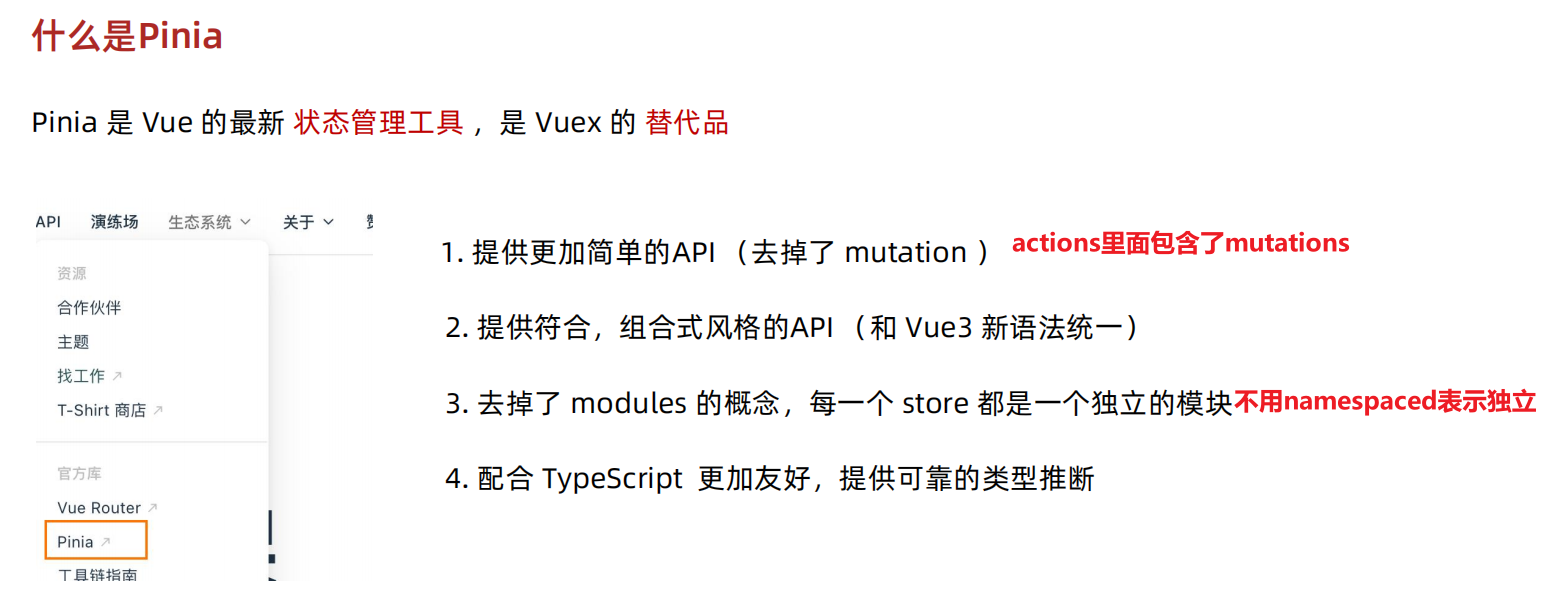 什么是Pinia
Pinia 是 Vue 的最新 状态管理工具 ，是 Vuex 的 替代品
API 演练场 生态系统 关于
资源
合作伙伴
主题
找工作
T-Shirt 商店
官方库
Vue Router
Pinia
工具链指南
1. 提供更加简单的API （去掉了 mutation ） actions里面包含了mutations
2. 提供符合，组合式风格的API （和 Vue3 新语法统一）
3. 去掉了 modules 的概念，每一个 store 都是一个独立的模块 不用namespaced表示独立
4. 配合 TypeScript 更加友好，提供可靠的类型推断